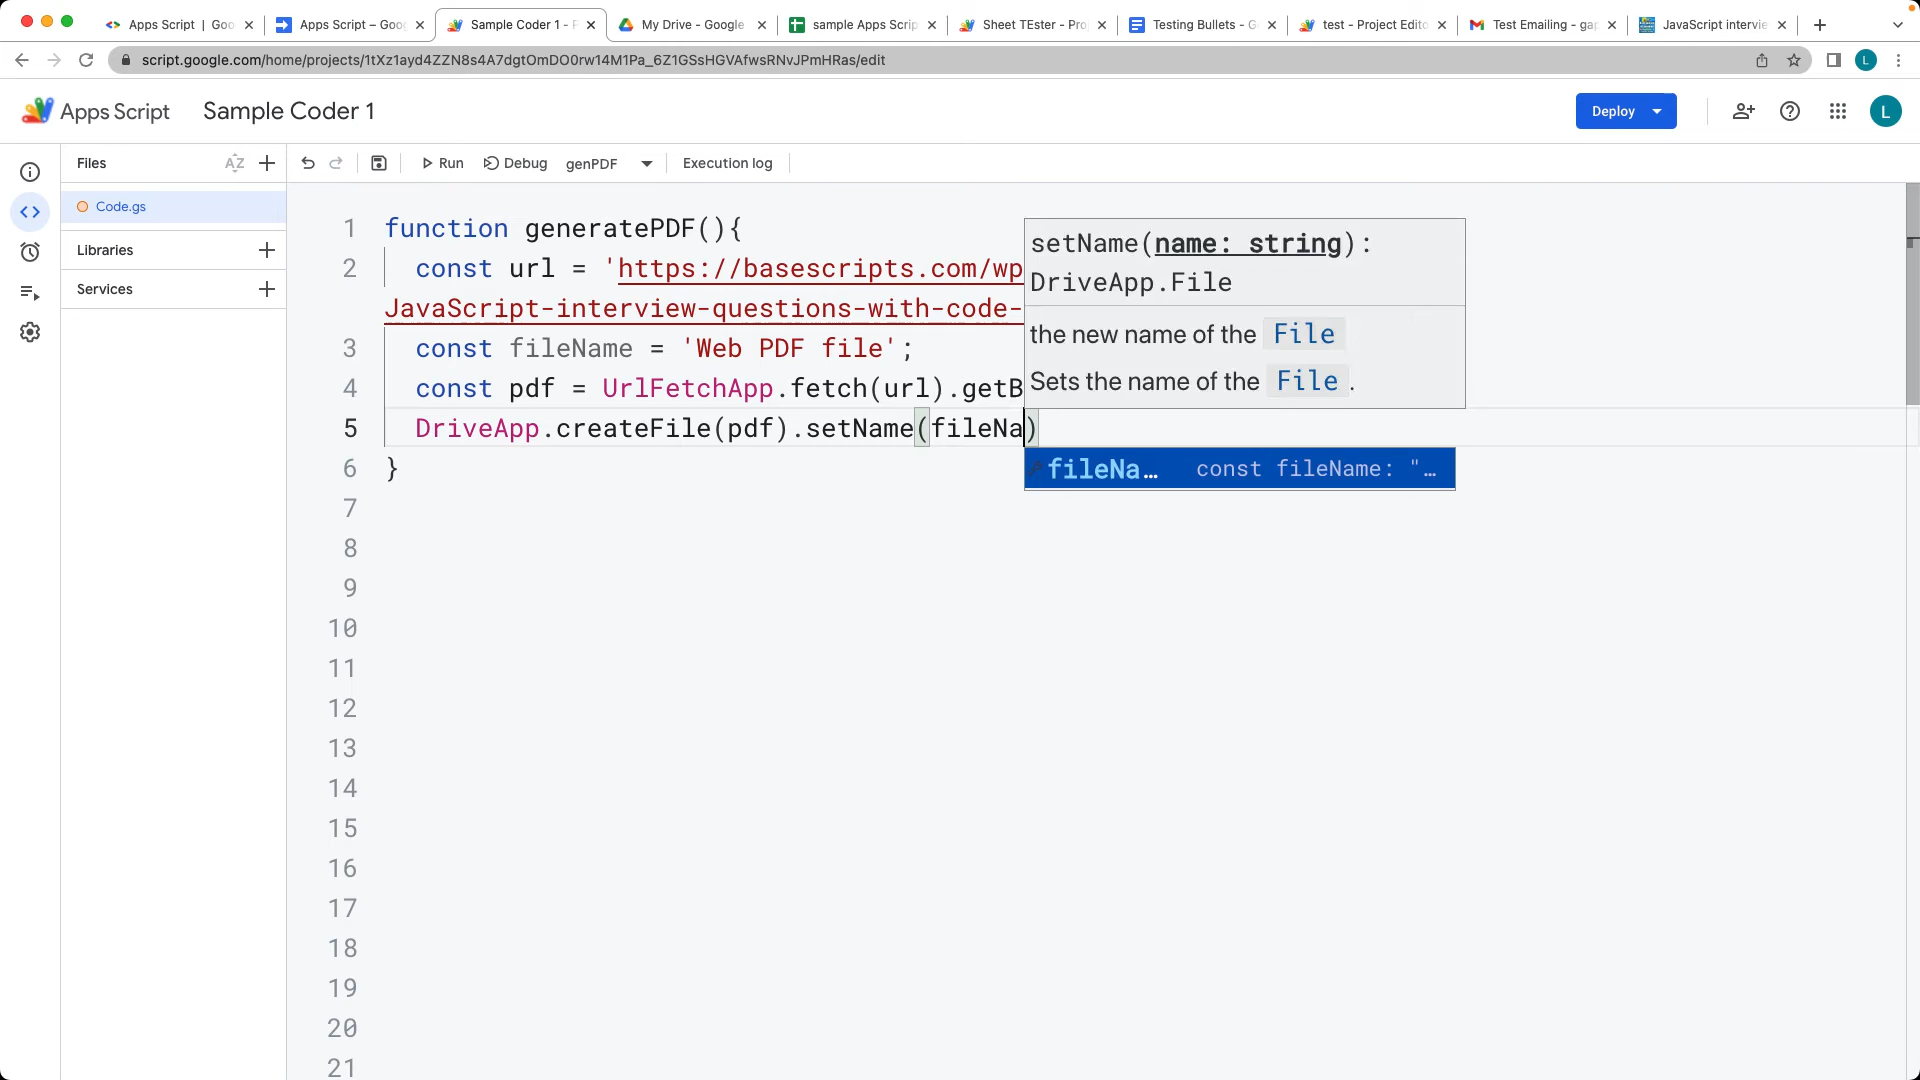 Apps Script | Goo
Apps Script – Goo
Sample Coder 1 - P
My Drive - Google
sample Apps Scrip
Sheet TEster - Pro
Testing Bullets - G
test - Project Edito
Test Emailing - gap
JavaScript intervie
script.google.com/home/projects/1tXz1ayd4ZZN8s4A7dgtOmDO0rw14M1Pa_6Z1GSsHGVAfwsRNvJPmHRas/edit
L
Apps Script
Sample Coder 1
Deploy
L
Files
AZ
Run
Debug
genPDF
Execution log
Code.gs
Libraries
Services
1 function generatePDF(){
2 const url = 'https://basescripts.com/wp
JavaScript-interview-questions-with-code-
3 const fileName = 'Web PDF file';
4 const pdf = UrlFetchApp.fetch(url).getB
5 DriveApp.createFile(pdf).setName(fileNa)
6 }
7
8
9
10
11
12
13
14
15
16
17
18
19
20
21
setName(name: string):
DriveApp.File
the new name of the File
Sets the name of the File.
fileNa… const fileName: "…